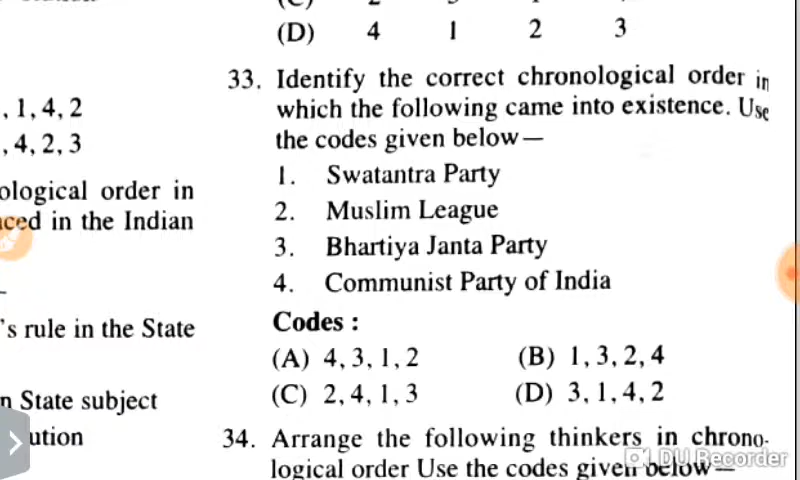 (D) 4 1 2 3
33. Identify the correct chronological order in
which the following came into existence. Use
the codes given below—
1. Swatantra Party
2. Muslim League
3. Bhartiya Janta Party
4. Communist Party of India
Codes :
(A) 4, 3, 1, 2 (B) 1, 3, 2, 4
(C) 2, 4, 1, 3 (D) 3, 1, 4, 2
34. Arrange the following thinkers in chrono-
logical order Use the codes given below—
, 1, 4, 2
, 4, 2, 3
ological order in
ced in the Indian
's rule in the State
n State subject
ution
DU Recorder